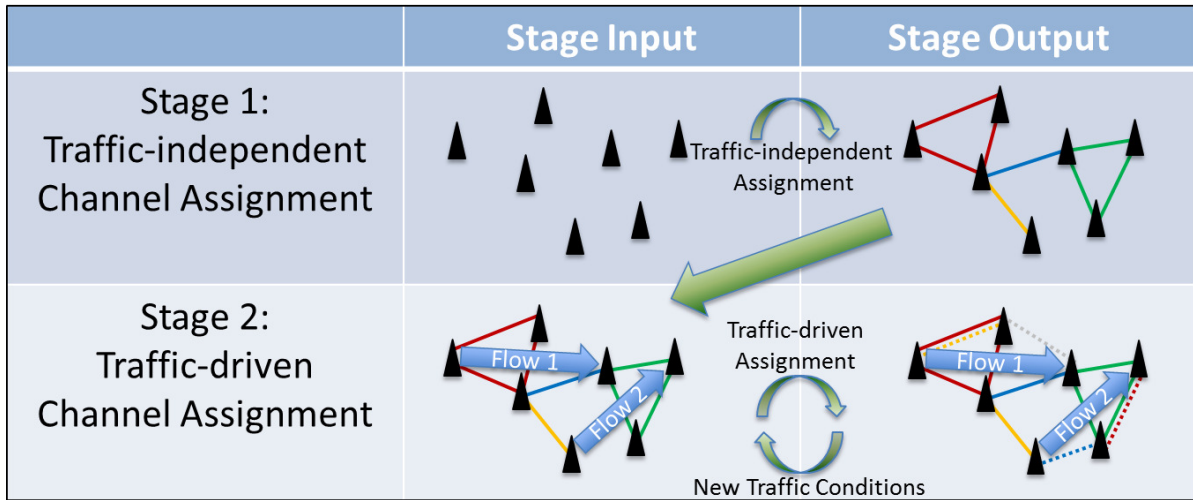 Stage Input
Stage Output
Stage 1:
Traffic-independent
Channel Assignment
Traffic-independent
Assignment
Stage 2:
Traffic-driven
Channel Assignment
Flow 1
Flow 2
Traffic-driven
Assignment
New Traffic Conditions
Flow 1
Flow 2